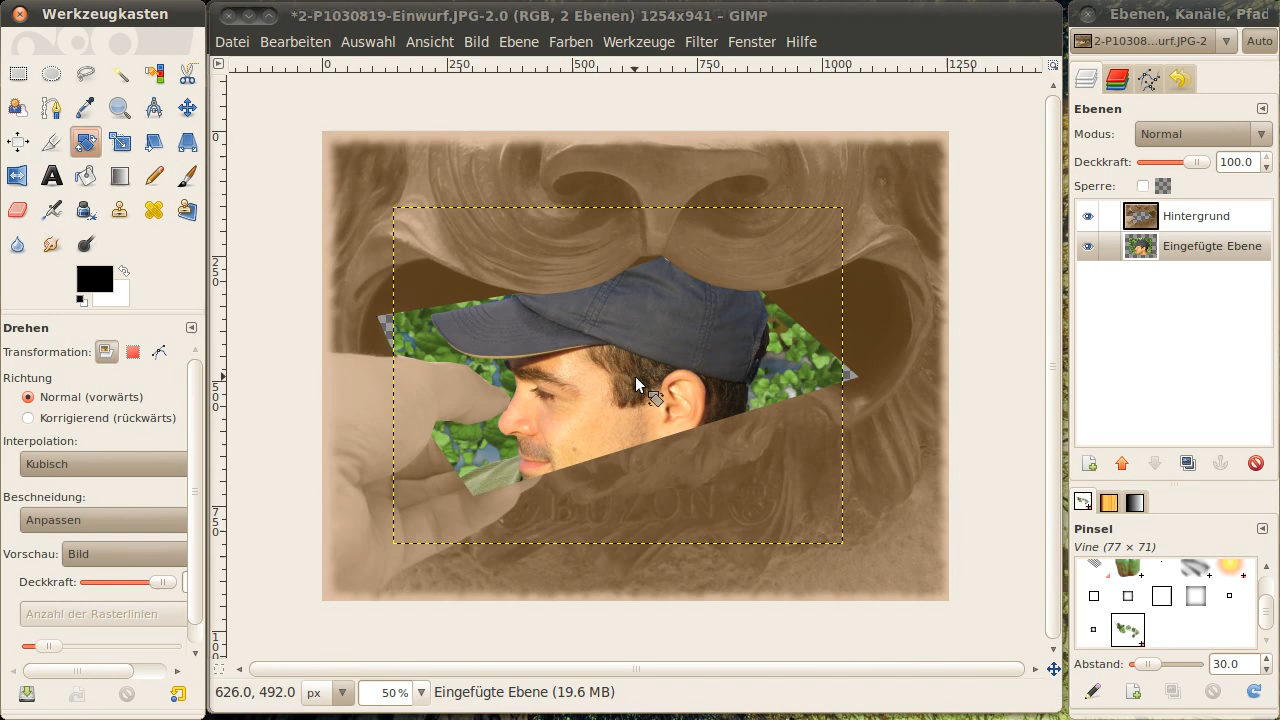 Werkzeugkasten
*2-P1030819-Einwurf.JPG-2.0 (RGB, 2 Ebenen) 1254x941 – GIMP
Ebenen, Kanäle, Pfad
Datei Bearbeiten Auswahl Ansicht Bild Ebene Farben Werkzeuge Filter Fenster Hilfe
2-P10308...urf.JPG-2
Auto
0 250 500 750 1000 1250
0
250
500
750
Ebenen
Modus: Normal
Deckkraft: 100.0
Sperre:
Hintergrund
Eingefügte Ebene
Drehen
Transformation:
Richtung
Normal (vorwärts)
Korrigierend (rückwärts)
Interpolation:
Kubisch
Beschneidung:
Anpassen
Vorschau: Bild
Deckkraft:
Anzahl der Rasterlinien
Pinsel
Vine (77 × 71)
Abstand: 30.0
626.0, 492.0 px 50 % Eingefügte Ebene (19.6 MB)